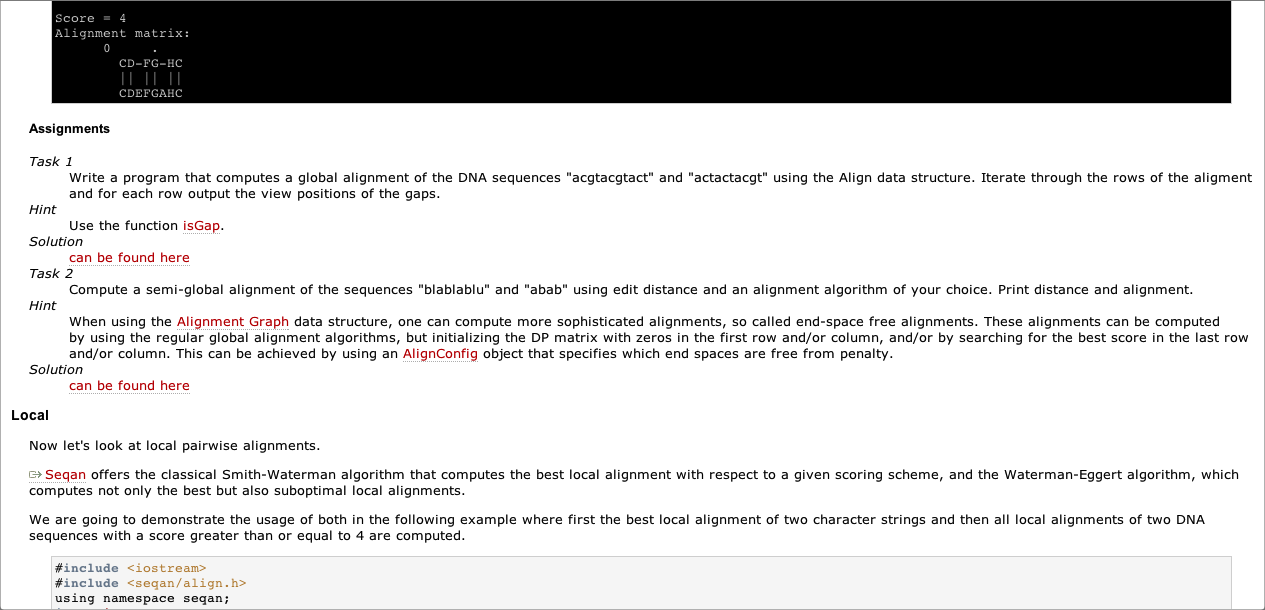 Score = 4
Alignment matrix:
0     .
CD-FG-HC
|| || ||
CDEFGAHC
Assignments
Task 1
Write a program that computes a global alignment of the DNA sequences "acgtacgtact" and "actactacgt" using the Align data structure. Iterate through the rows of the aligment
and for each row output the view positions of the gaps.
Hint
Use the function isGap.
Solution
can be found here
Task 2
Compute a semi-global alignment of the sequences "blablablu" and "abab" using edit distance and an alignment algorithm of your choice. Print distance and alignment.
Hint
When using the Alignment Graph data structure, one can compute more sophisticated alignments, so called end-space free alignments. These alignments can be computed
by using the regular global alignment algorithms, but initializing the DP matrix with zeros in the first row and/or column, and/or by searching for the best score in the last row
and/or column. This can be achieved by using an AlignConfig object that specifies which end spaces are free from penalty.
Solution
can be found here
Local
Now let's look at local pairwise alignments.
Seqan offers the classical Smith-Waterman algorithm that computes the best local alignment with respect to a given scoring scheme, and the Waterman-Eggert algorithm, which
computes not only the best but also suboptimal local alignments.
We are going to demonstrate the usage of both in the following example where first the best local alignment of two character strings and then all local alignments of two DNA
sequences with a score greater than or equal to 4 are computed.
#include <iostream>
#include <seqan/align.h>
using namespace seqan;